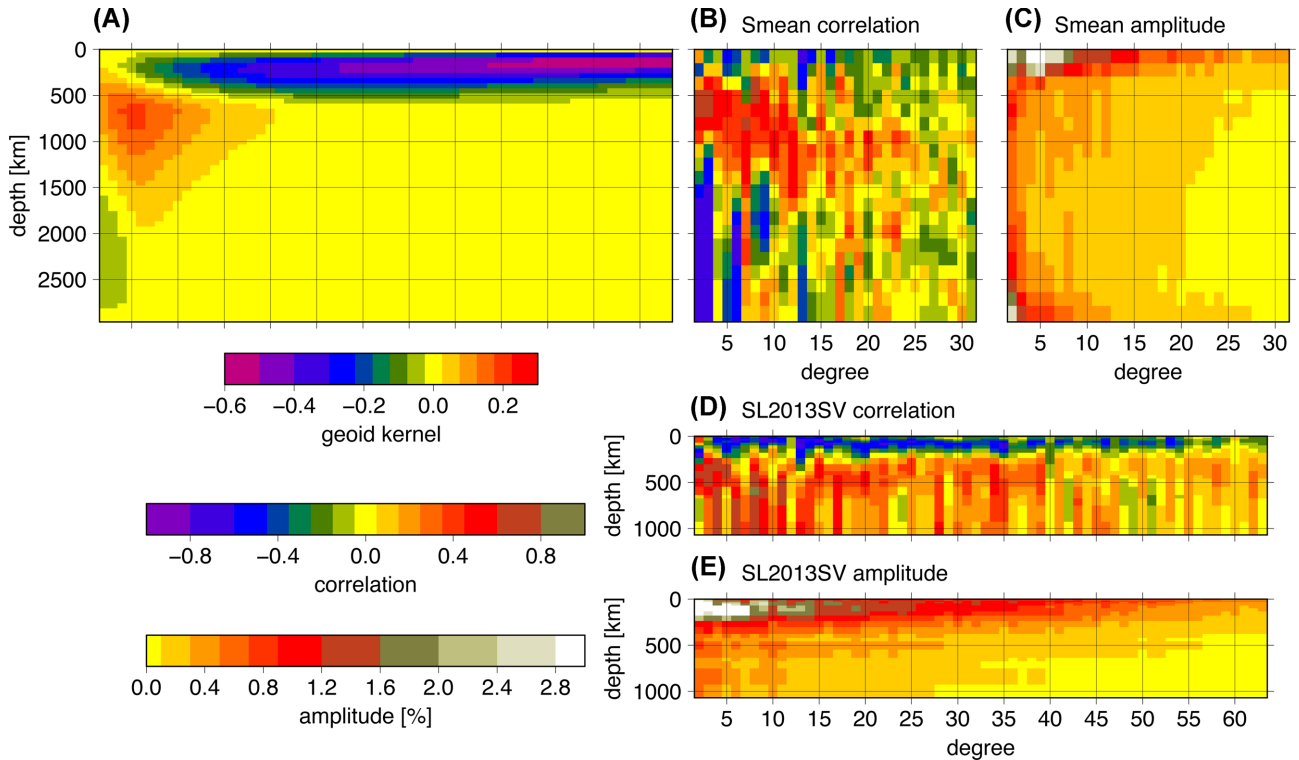 (A)
0
500
1000
1500
2000
2500
depth [km]
(B) Smean correlation
5 10 15 20 25 30
degree
(C) Smean amplitude
5 10 15 20 25 30
degree
−0.6 −0.4 −0.2 0.0 0.2
geoid kernel
−0.8 −0.4 0.0 0.4 0.8
correlation
0.0 0.4 0.8 1.2 1.6 2.0 2.4 2.8
amplitude [%]
(D) SL2013SV correlation
0
500
1000
depth [km]
(E) SL2013SV amplitude
0
500
1000
depth [km]
5 10 15 20 25 30 35 40 45 50 55 60
degree